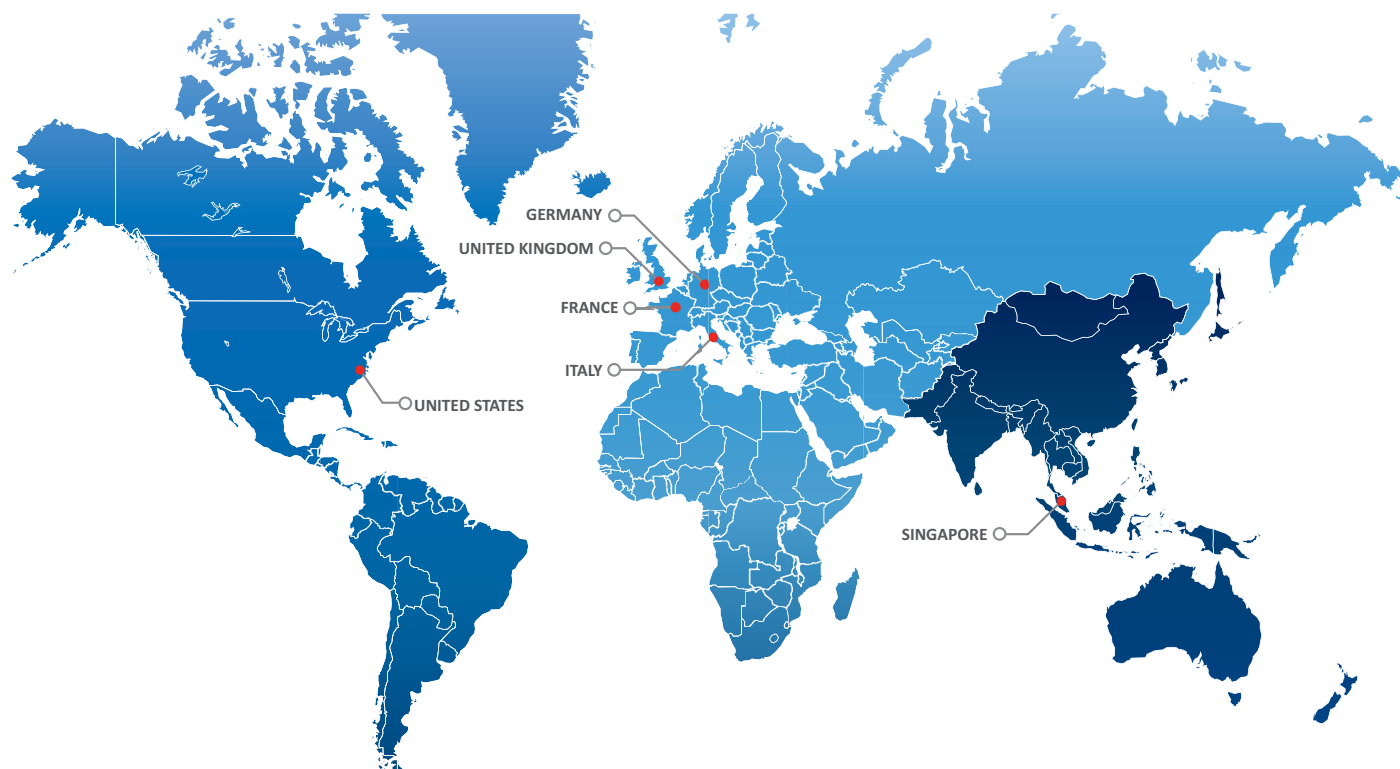 GERMANY
UNITED KINGDOM
FRANCE
ITALY
UNITED STATES
SINGAPORE